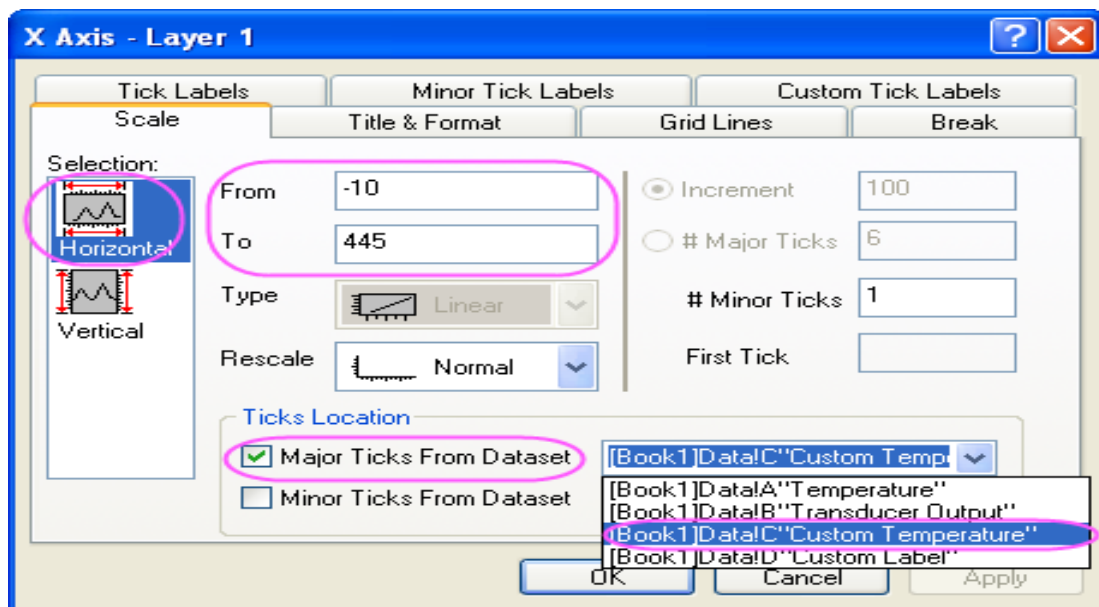 X Axis - Layer 1
Tick Labels
Minor Tick Labels
Custom Tick Labels
Scale
Title & Format
Grid Lines
Break
Selection:
Horizontal
Vertical
From
-10
To
445
Type
Linear
Rescale
Normal
Increment
100
# Major Ticks
6
# Minor Ticks
1
First Tick
Ticks Location
Major Ticks From Dataset
[Book1]Data!C"Custom Temp
Minor Ticks From Dataset
[Book1]Data!A"Temperature"
[Book1]Data!B"Transducer Output"
[Book1]Data!C"Custom Temperature"
[Book1]Data!D"Custom Label"
OK
Cancel
Apply